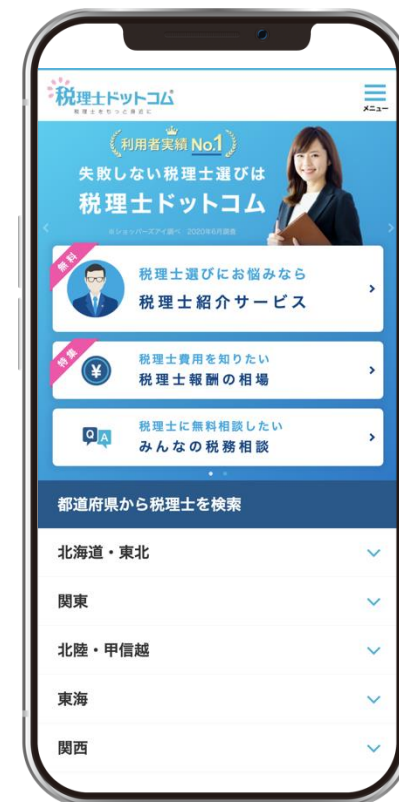 税理士ドットコム
税理士をもっと身近に
メニュー
利用者実績 No.1
失敗しない税理士選びは
税理士ドットコム
※ショッパーズアイ調べ 2020年6月調査
無料
税理士選びにお悩みなら
税理士紹介サービス
特集
¥
税理士費用を知りたい
税理士報酬の相場
Q A
税理士に無料相談したい
みんなの税務相談
都道府県から税理士を検索
北海道・東北
関東
北陸・甲信越
東海
関西